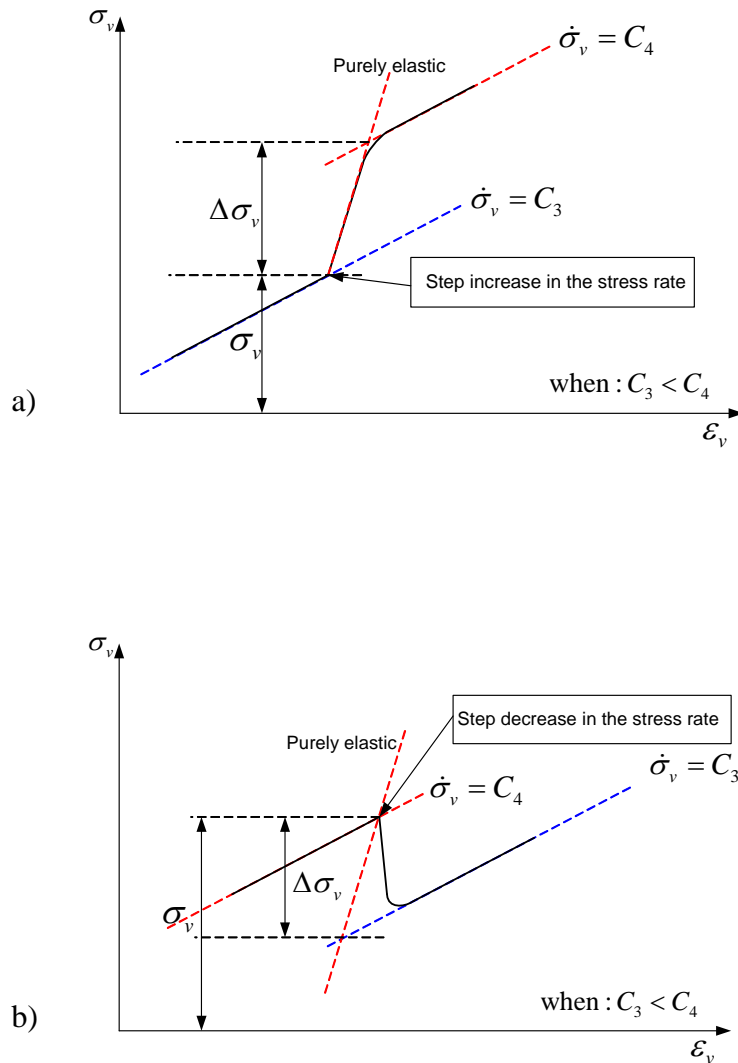 σ_v
σ̇_v = C_4
Purely elastic
Δσ_v
σ̇_v = C_3
Step increase in the stress rate
σ_v
a)
when : C_3 < C_4
ε_v
σ_v
Step decrease in the stress rate
Purely elastic
σ̇_v = C_3
σ̇_v = C_4
Δσ_v
σ_v
b)
when : C_3 < C_4
ε_v